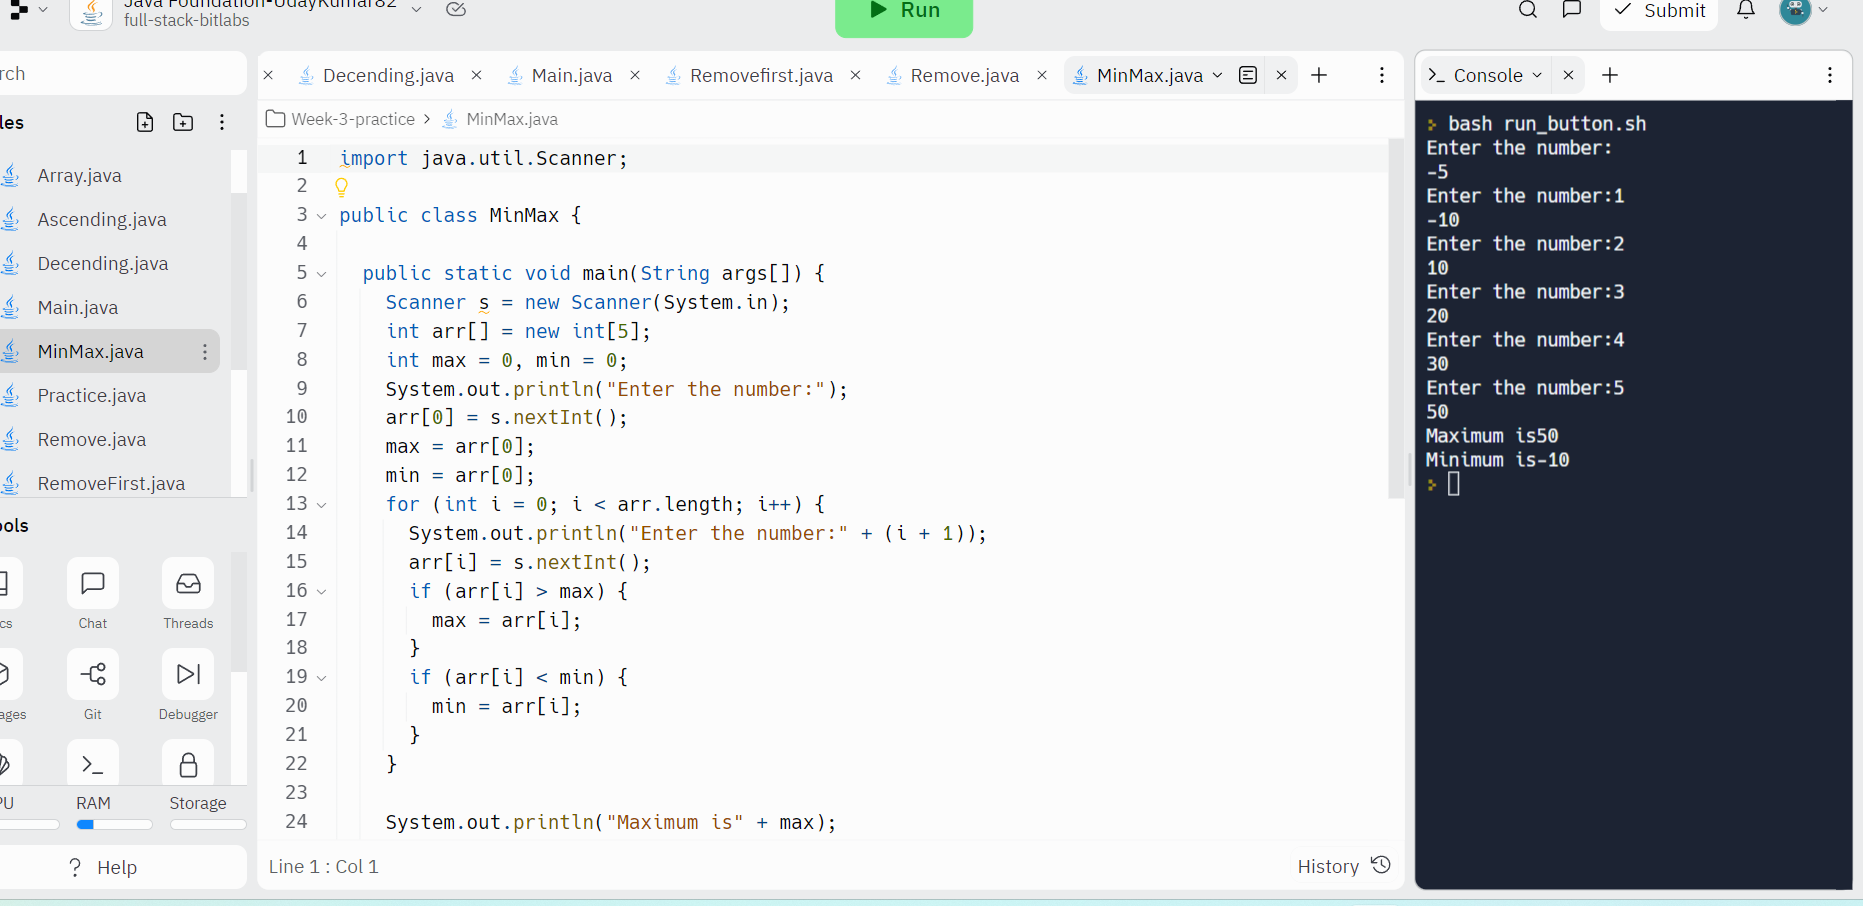 Java Foundation-UdayKumar82
full-stack-bitlabs
Run
Submit
rch
les
Array.java
Ascending.java
Decending.java
Main.java
MinMax.java
Practice.java
Remove.java
RemoveFirst.java
ools
cs
Chat
Threads
ages
Git
Debugger
PU
RAM
Storage
? Help
Decending.java
Main.java
Removefirst.java
Remove.java
MinMax.java
Week-3-practice > MinMax.java
1 import java.util.Scanner;
2
3 public class MinMax {
4
5 public static void main(String args[]) {
6 Scanner s = new Scanner(System.in);
7 int arr[] = new int[5];
8 int max = 0, min = 0;
9 System.out.println("Enter the number:");
10 arr[0] = s.nextInt();
11 max = arr[0];
12 min = arr[0];
13 for (int i = 0; i < arr.length; i++) {
14 System.out.println("Enter the number:" + (i + 1));
15 arr[i] = s.nextInt();
16 if (arr[i] > max) {
17 max = arr[i];
18 }
19 if (arr[i] < min) {
20 min = arr[i];
21 }
22 }
23
24 System.out.println("Maximum is" + max);
Line 1 : Col 1
History
Console
bash run_button.sh
Enter the number:
-5
Enter the number:1
-10
Enter the number:2
10
Enter the number:3
20
Enter the number:4
30
Enter the number:5
50
Maximum is50
Minimum is-10